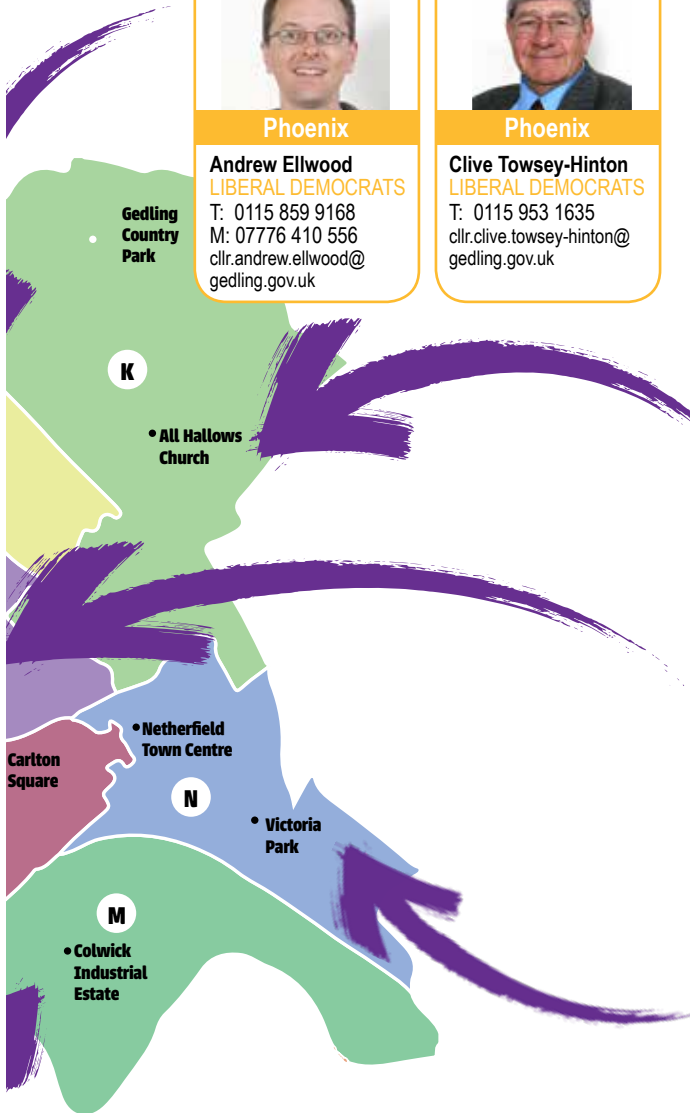 Phoenix
Andrew Ellwood
LIBERAL DEMOCRATS
T: 0115 859 9168
M: 07776 410 556
cllr.andrew.ellwood@
gedling.gov.uk
Phoenix
Clive Towsey-Hinton
LIBERAL DEMOCRATS
T: 0115 953 1635
cllr.clive.towsey-hinton@
gedling.gov.uk
Gedling
Country
Park
K
All Hallows
Church
Netherfield
Town Centre
Carlton
Square
N
Victoria
Park
M
Colwick
Industrial
Estate